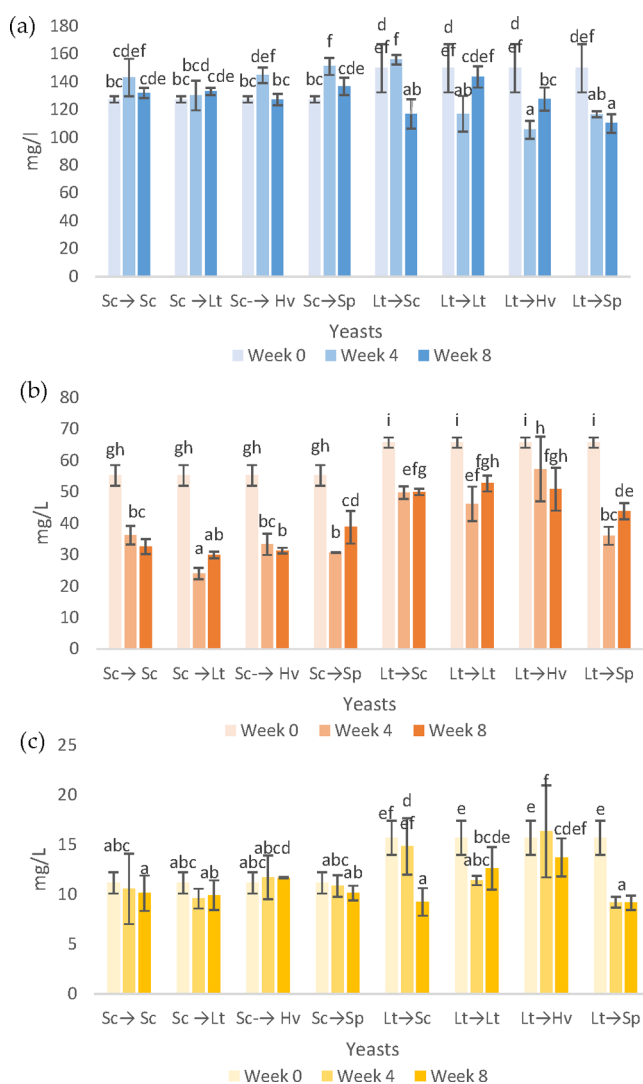 (a)
180
160
140
120
100
80
60
40
20
0
mg/l
bc cdef cde
bc bcd cde
bc def bc
bc f cde
d ef f ab
d ef ab cdef
d ef a bc
d ef ab a
Sc→ Sc Sc →Lt Sc-→ Hv Sc→Sp Lt→Sc Lt→Lt Lt→Hv Lt→Sp
Yeasts
Week 0 Week 4 Week 8
(b)
80
70
60
50
40
30
20
10
0
mg/L
gh bc
gh a ab
gh bc b
gh b cd
i efg
i ef fgh
i h fgh
i bc de
Sc→ Sc Sc →Lt Sc-→ Hv Sc→Sp Lt→Sc Lt→Lt Lt→Hv Lt→Sp
Yeasts
Week 0 Week 4 Week 8
(c)
25
20
15
10
5
0
mg/L
abc a
abc ab
abc abcd
abc ab
ef d ef a
e abc bcde
e f cdef
e a
Sc→ Sc Sc →Lt Sc-→ Hv Sc→Sp Lt→Sc Lt→Lt Lt→Hv Lt→Sp
Yeasts
Week 0 Week 4 Week 8